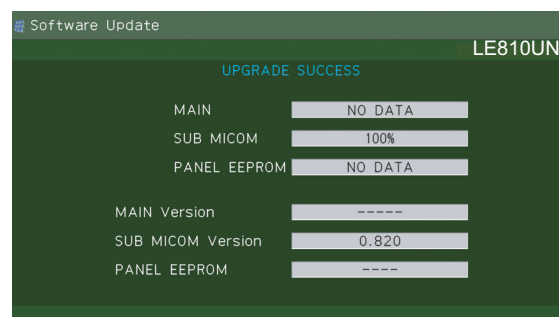 Software Update
LE810UN
UPGRADE SUCCESS
MAIN NO DATA
SUB MICOM 100%
PANEL EEPROM NO DATA
MAIN Version -----
SUB MICOM Version 0.820
PANEL EEPROM ----